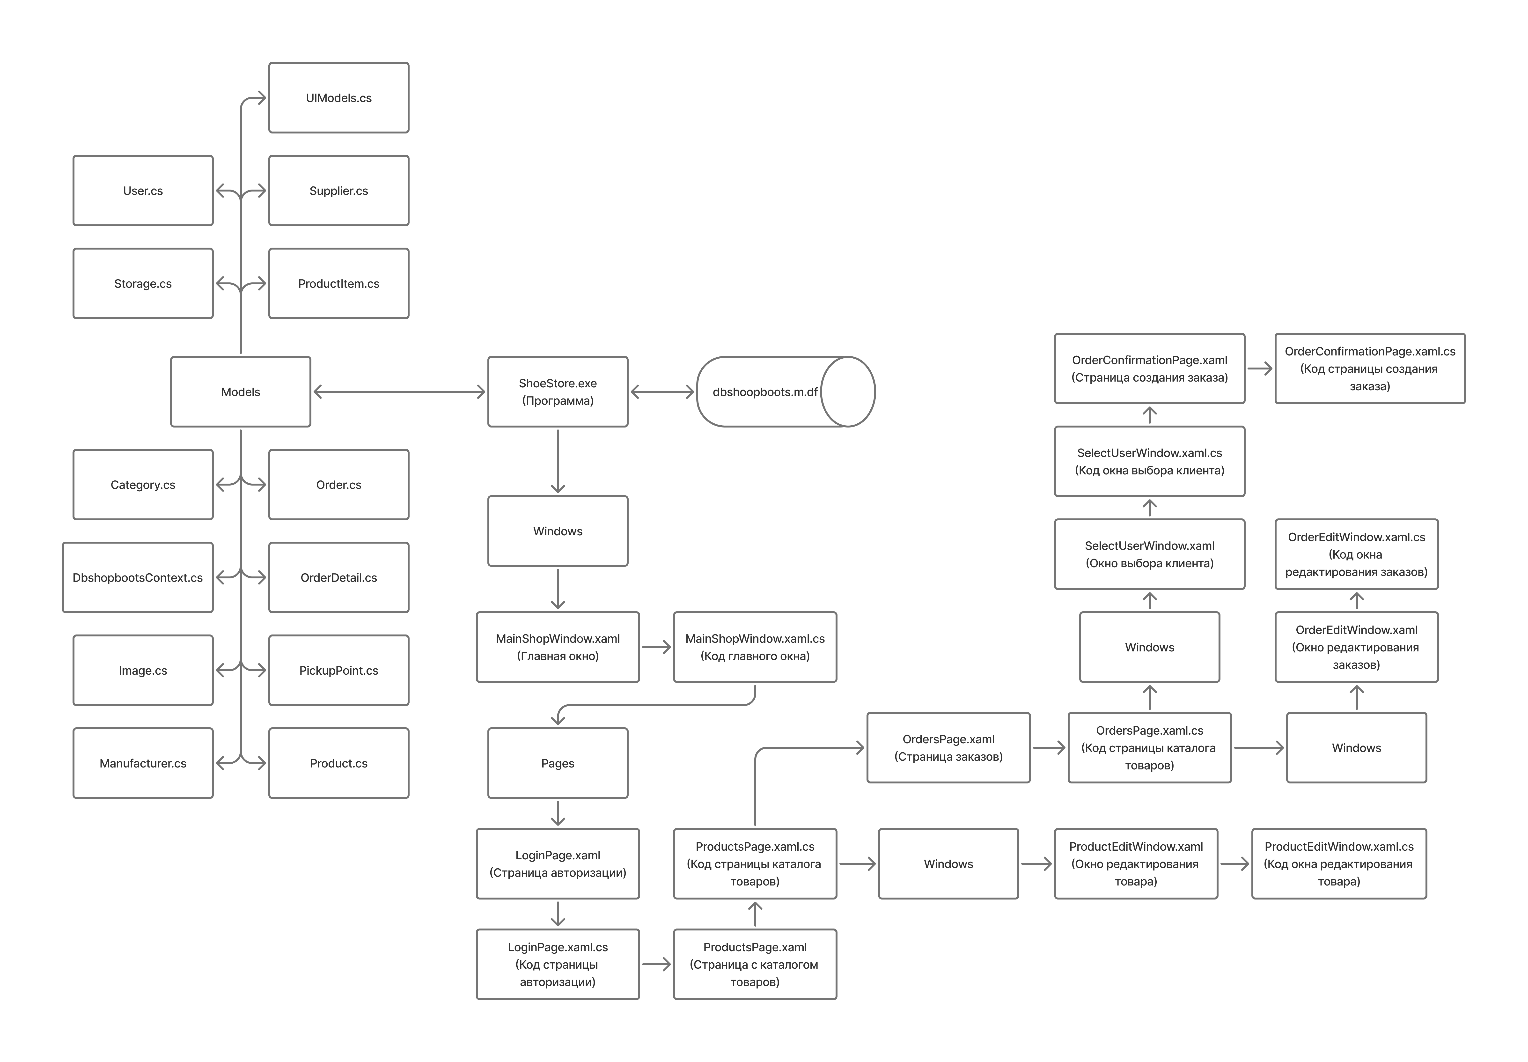 UIModels.cs
User.cs
Supplier.cs
Storage.cs
ProductItem.cs
Models
ShoeStore.exe
(Программа)
dbshoopboots.m.df
Category.cs
Order.cs
DbshopbootsContext.cs
OrderDetail.cs
Image.cs
PickupPoint.cs
Manufacturer.cs
Product.cs
Windows
MainShopWindow.xaml
(Главная окно)
MainShopWindow.xaml.cs
(Код главного окна)
Pages
LoginPage.xaml
(Страница авторизации)
LoginPage.xaml.cs
(Код страницы
авторизации)
ProductsPage.xaml
(Страница с каталогом
товаров)
ProductsPage.xaml.cs
(Код страницы каталога
товаров)
Windows
ProductEditWindow.xaml
(Окно редактирования
товара)
ProductEditWindow.xaml.cs
(Код окна редактирования
товара)
OrdersPage.xaml
(Страница заказов)
OrdersPage.xaml.cs
(Код страницы каталога
товаров)
Windows
OrderEditWindow.xaml
(Окно редактирования
заказов)
OrderEditWindow.xaml.cs
(Код окна
редактирования заказов)
Windows
SelectUserWindow.xaml
(Окно выбора клиента)
SelectUserWindow.xaml.cs
(Код окна выбора клиента)
OrderConfirmationPage.xaml
(Страница создания заказа)
OrderConfirmationPage.xaml.cs
(Код страницы создания
заказа)